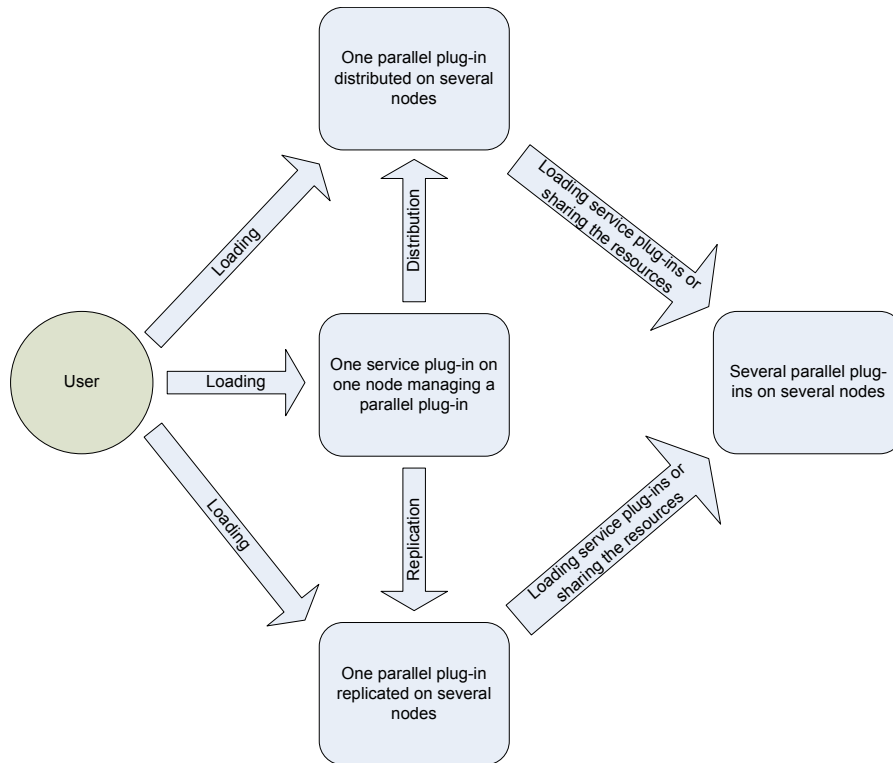 One parallel plug-in
distributed on several
nodes
Loading service plug-ins or
sharing the resources
Loading
Distribution
User
Loading
One service plug-in on
one node managing a
parallel plug-in
Several parallel plug-
ins on several nodes
Loading
Replication
Loading service plug-ins or
sharing the resources
One parallel plug-in
replicated on several
nodes